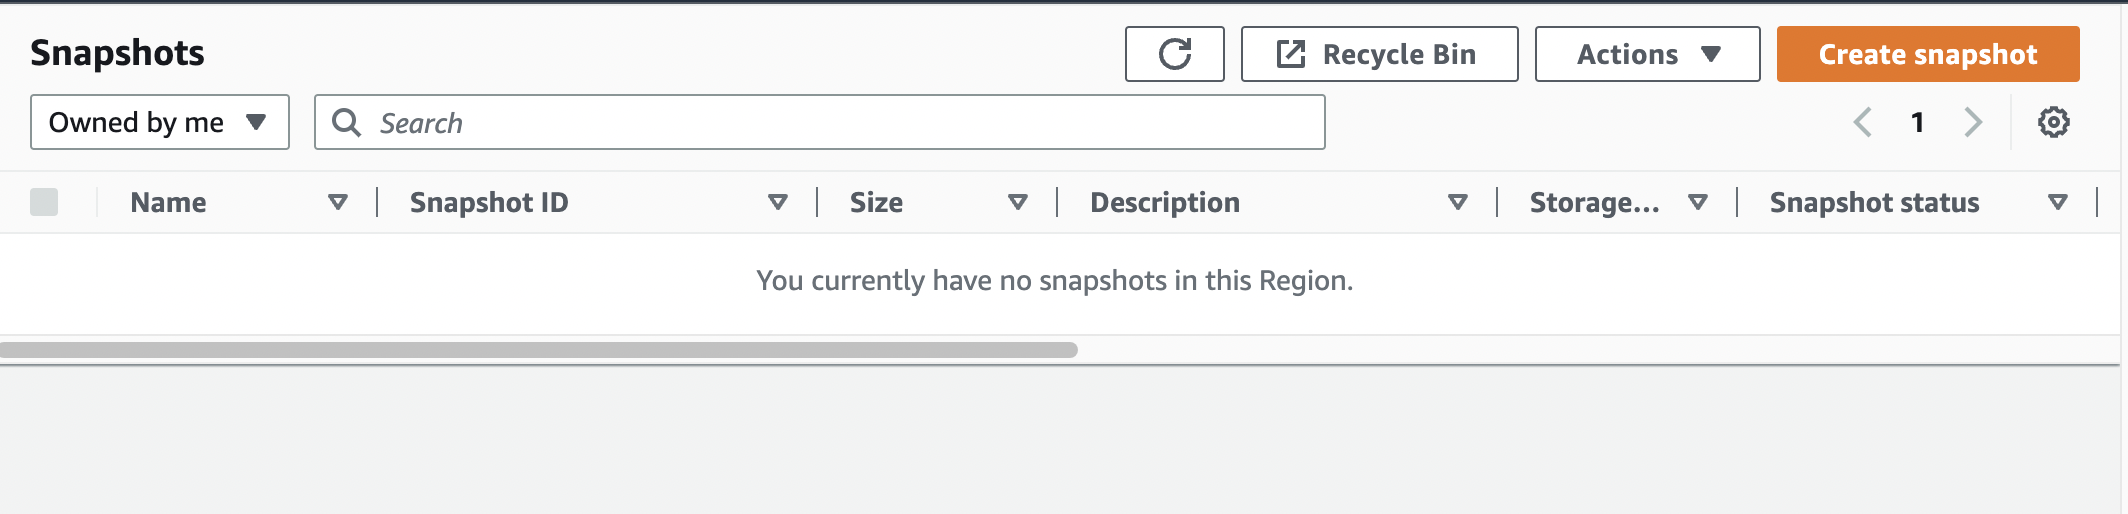 Snapshots
Recycle Bin
Actions
Create snapshot
Owned by me
Search
1
Name
Snapshot ID
Size
Description
Storage...
Snapshot status
You currently have no snapshots in this Region.